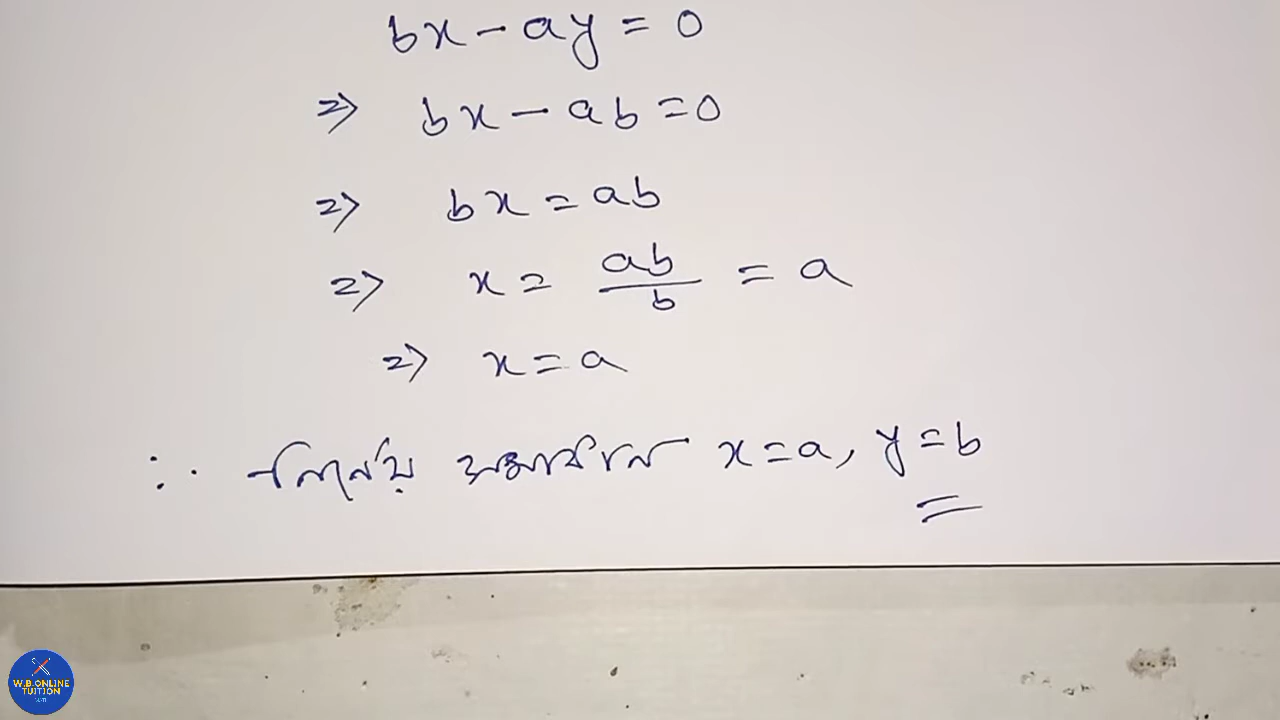 bx - ay = 0
⇒ bx - ab = 0
⇒ bx = ab
⇒ x = ab/b = a
⇒ x = a
∴ নির্ণেয় সমাধান x = a, y = b
W.B.ONLINE
TUITION